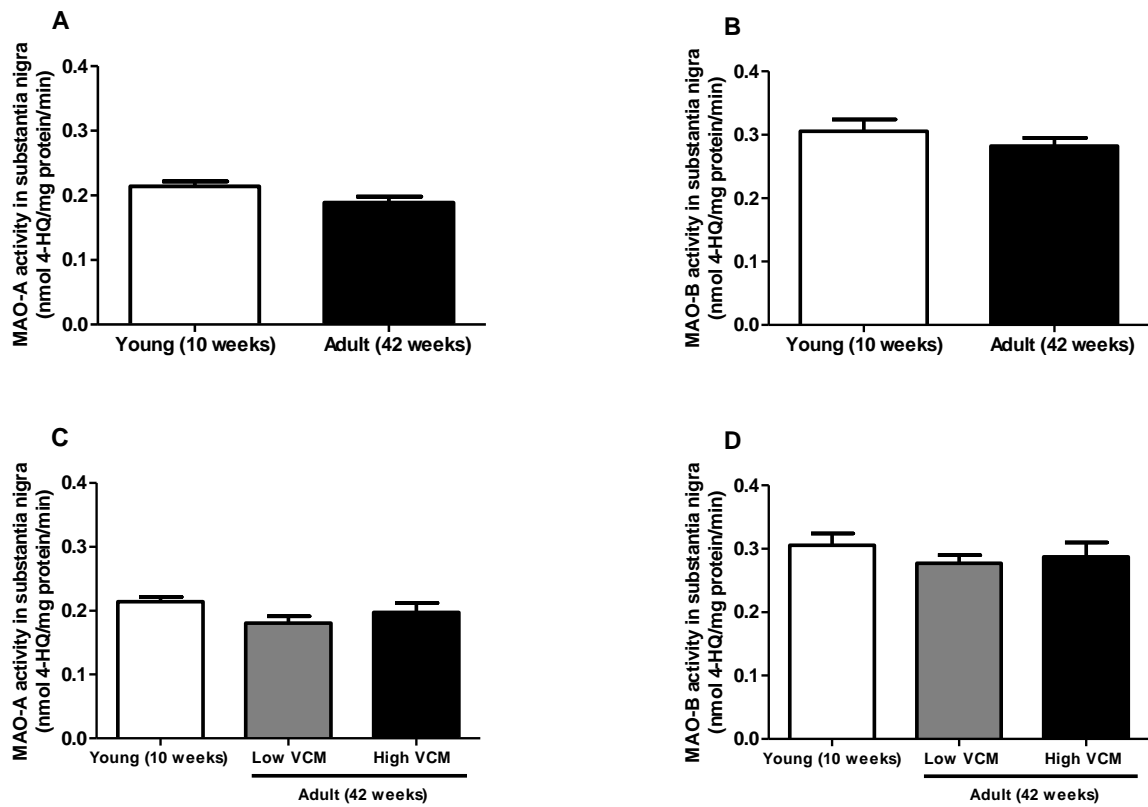 A
MAO-A activity in substantia nigra
(nmol 4-HQ/mg protein/min)
0.4
0.3
0.2
0.1
0.0
Young (10 weeks)
Adult (42 weeks)
B
MAO-B activity in substantia nigra
(nmol 4-HQ/mg protein/min)
0.4
0.3
0.2
0.1
0.0
Young (10 weeks)
Adult (42 weeks)
C
MAO-A activity in substantia nigra
(nmol 4-HQ/mg protein/min)
0.4
0.3
0.2
0.1
0.0
Young (10 weeks)
Low VCM
High VCM
Adult (42 weeks)
D
MAO-B activity in substantia nigra
(nmol 4-HQ/mg protein/min)
0.4
0.3
0.2
0.1
0.0
Young (10 weeks)
Low VCM
High VCM
Adult (42 weeks)